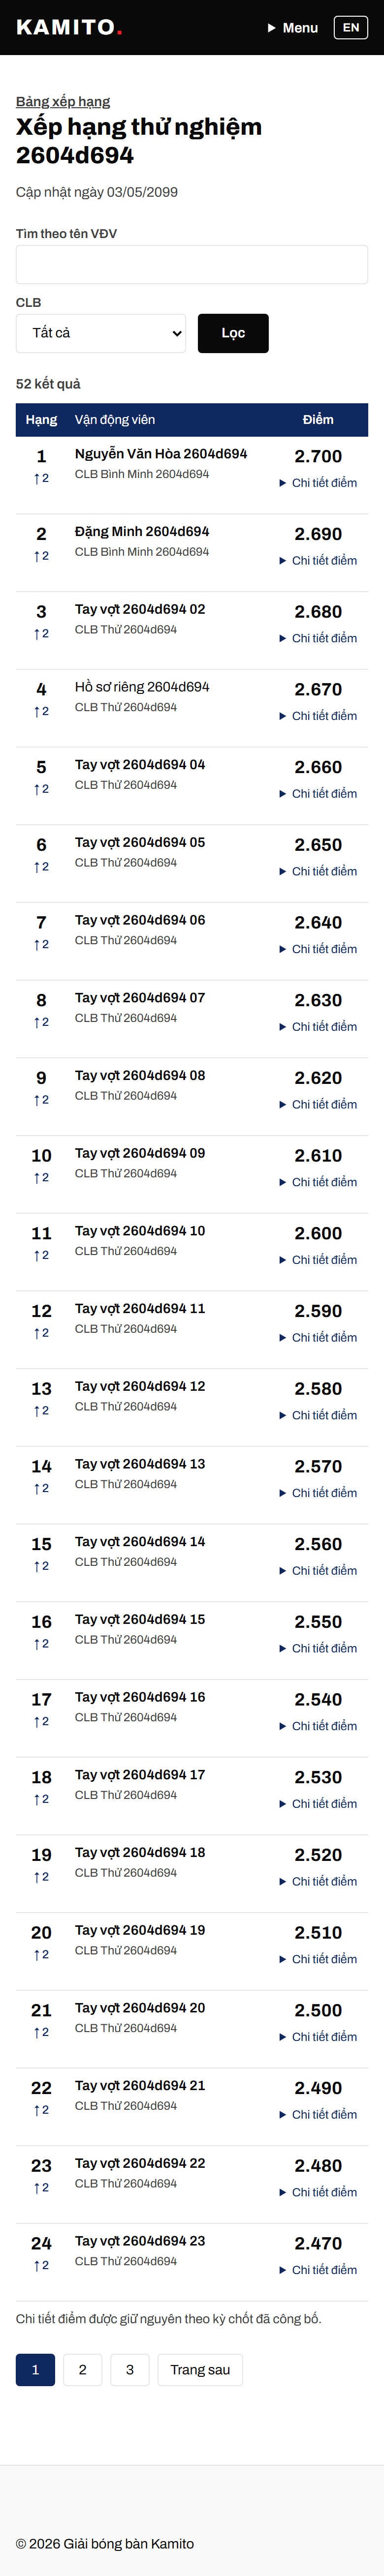 KAMITO.
Menu
EN
Bảng xếp hạng
Xếp hạng thử nghiệm
2604d694
Cập nhật ngày 03/05/2099
Tìm theo tên VĐV
CLB
Tất cả
Lọc
52 kết quả
Hạng Vận động viên Điểm
1 Nguyễn Văn Hòa 2604d694 2.700
↑2 CLB Bình Minh 2604d694 Chi tiết điểm
2 Đặng Minh 2604d694 2.690
↑2 CLB Bình Minh 2604d694 Chi tiết điểm
3 Tay vợt 2604d694 02 2.680
↑2 CLB Thử 2604d694 Chi tiết điểm
4 Hồ sơ riêng 2604d694 2.670
↑2 CLB Thử 2604d694 Chi tiết điểm
5 Tay vợt 2604d694 04 2.660
↑2 CLB Thử 2604d694 Chi tiết điểm
6 Tay vợt 2604d694 05 2.650
↑2 CLB Thử 2604d694 Chi tiết điểm
7 Tay vợt 2604d694 06 2.640
↑2 CLB Thử 2604d694 Chi tiết điểm
8 Tay vợt 2604d694 07 2.630
↑2 CLB Thử 2604d694 Chi tiết điểm
9 Tay vợt 2604d694 08 2.620
↑2 CLB Thử 2604d694 Chi tiết điểm
10 Tay vợt 2604d694 09 2.610
↑2 CLB Thử 2604d694 Chi tiết điểm
11 Tay vợt 2604d694 10 2.600
↑2 CLB Thử 2604d694 Chi tiết điểm
12 Tay vợt 2604d694 11 2.590
↑2 CLB Thử 2604d694 Chi tiết điểm
13 Tay vợt 2604d694 12 2.580
↑2 CLB Thử 2604d694 Chi tiết điểm
14 Tay vợt 2604d694 13 2.570
↑2 CLB Thử 2604d694 Chi tiết điểm
15 Tay vợt 2604d694 14 2.560
↑2 CLB Thử 2604d694 Chi tiết điểm
16 Tay vợt 2604d694 15 2.550
↑2 CLB Thử 2604d694 Chi tiết điểm
17 Tay vợt 2604d694 16 2.540
↑2 CLB Thử 2604d694 Chi tiết điểm
18 Tay vợt 2604d694 17 2.530
↑2 CLB Thử 2604d694 Chi tiết điểm
19 Tay vợt 2604d694 18 2.520
↑2 CLB Thử 2604d694 Chi tiết điểm
20 Tay vợt 2604d694 19 2.510
↑2 CLB Thử 2604d694 Chi tiết điểm
21 Tay vợt 2604d694 20 2.500
↑2 CLB Thử 2604d694 Chi tiết điểm
22 Tay vợt 2604d694 21 2.490
↑2 CLB Thử 2604d694 Chi tiết điểm
23 Tay vợt 2604d694 22 2.480
↑2 CLB Thử 2604d694 Chi tiết điểm
24 Tay vợt 2604d694 23 2.470
↑2 CLB Thử 2604d694 Chi tiết điểm
Chi tiết điểm được giữ nguyên theo kỳ chốt đã công bố.
1 2 3 Trang sau
© 2026 Giải bóng bàn Kamito